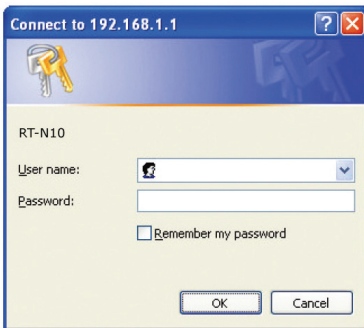 Connect to 192.168.1.1
RT-N10
User name:
Password:
Remember my password
OK
Cancel